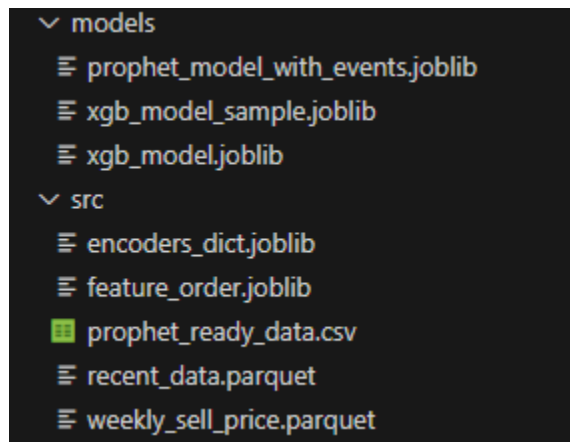 models
prophet_model_with_events.joblib
xgb_model_sample.joblib
xgb_model.joblib
src
encoders_dict.joblib
feature_order.joblib
prophet_ready_data.csv
recent_data.parquet
weekly_sell_price.parquet